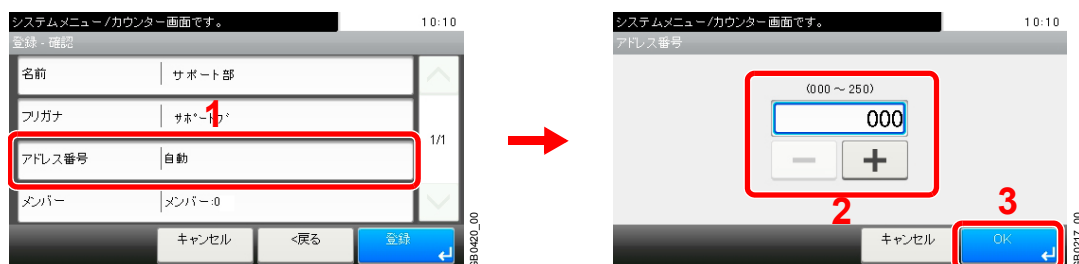 システムメニュー/カウンター画面です。 10:10
登録 - 確認
名前 サポート部
フリガナ ｻﾎﾟｰﾄﾌﾞ
1
アドレス番号 自動
1/1
メンバー メンバー:0
キャンセル <戻る 登録
GB0420_00
システムメニュー/カウンター画面です。 10:10
アドレス番号
(000 ～ 250)
000
2
3
キャンセル OK
GB0217_00